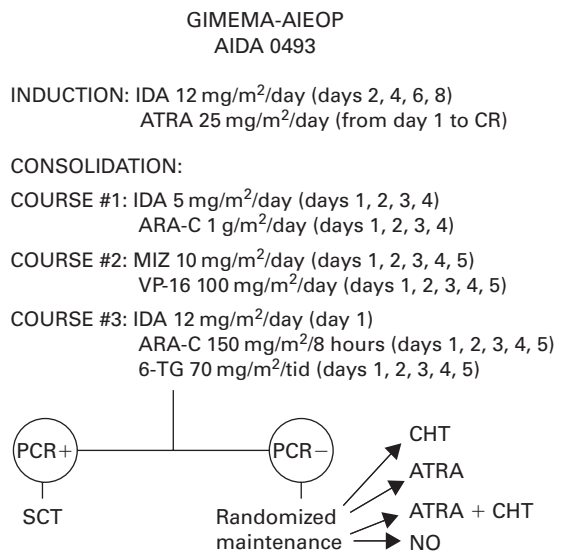 GIMEMA-AIEOP
AIDA 0493
INDUCTION: IDA 12 mg/m²/day (days 2, 4, 6, 8)
ATRA 25 mg/m²/day (from day 1 to CR)
CONSOLIDATION:
COURSE #1: IDA 5 mg/m²/day (days 1, 2, 3, 4)
ARA-C 1 g/m²/day (days 1, 2, 3, 4)
COURSE #2: MIZ 10 mg/m²/day (days 1, 2, 3, 4, 5)
VP-16 100 mg/m²/day (days 1, 2, 3, 4, 5)
COURSE #3: IDA 12 mg/m²/day (day 1)
ARA-C 150 mg/m²/8 hours (days 1, 2, 3, 4, 5)
6-TG 70 mg/m²/tid (days 1, 2, 3, 4, 5)
PCR+
SCT
PCR−
Randomized
maintenance
CHT
ATRA
ATRA + CHT
NO